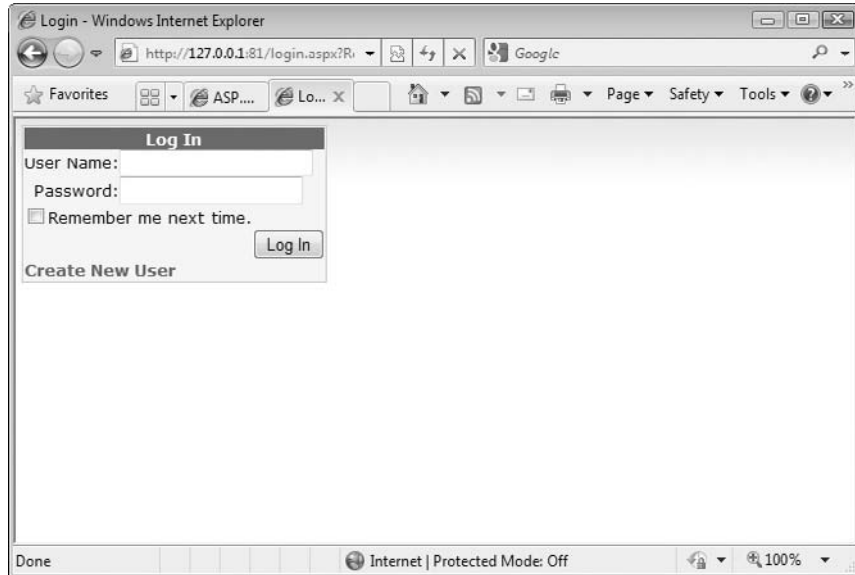 Login - Windows Internet Explorer
http://127.0.0.1:81/login.aspx?R
Google
Favorites
ASP....
Lo...
Page
Safety
Tools
Log In
User Name:
Password:
Remember me next time.
Log In
Create New User
Done
Internet | Protected Mode: Off
100%